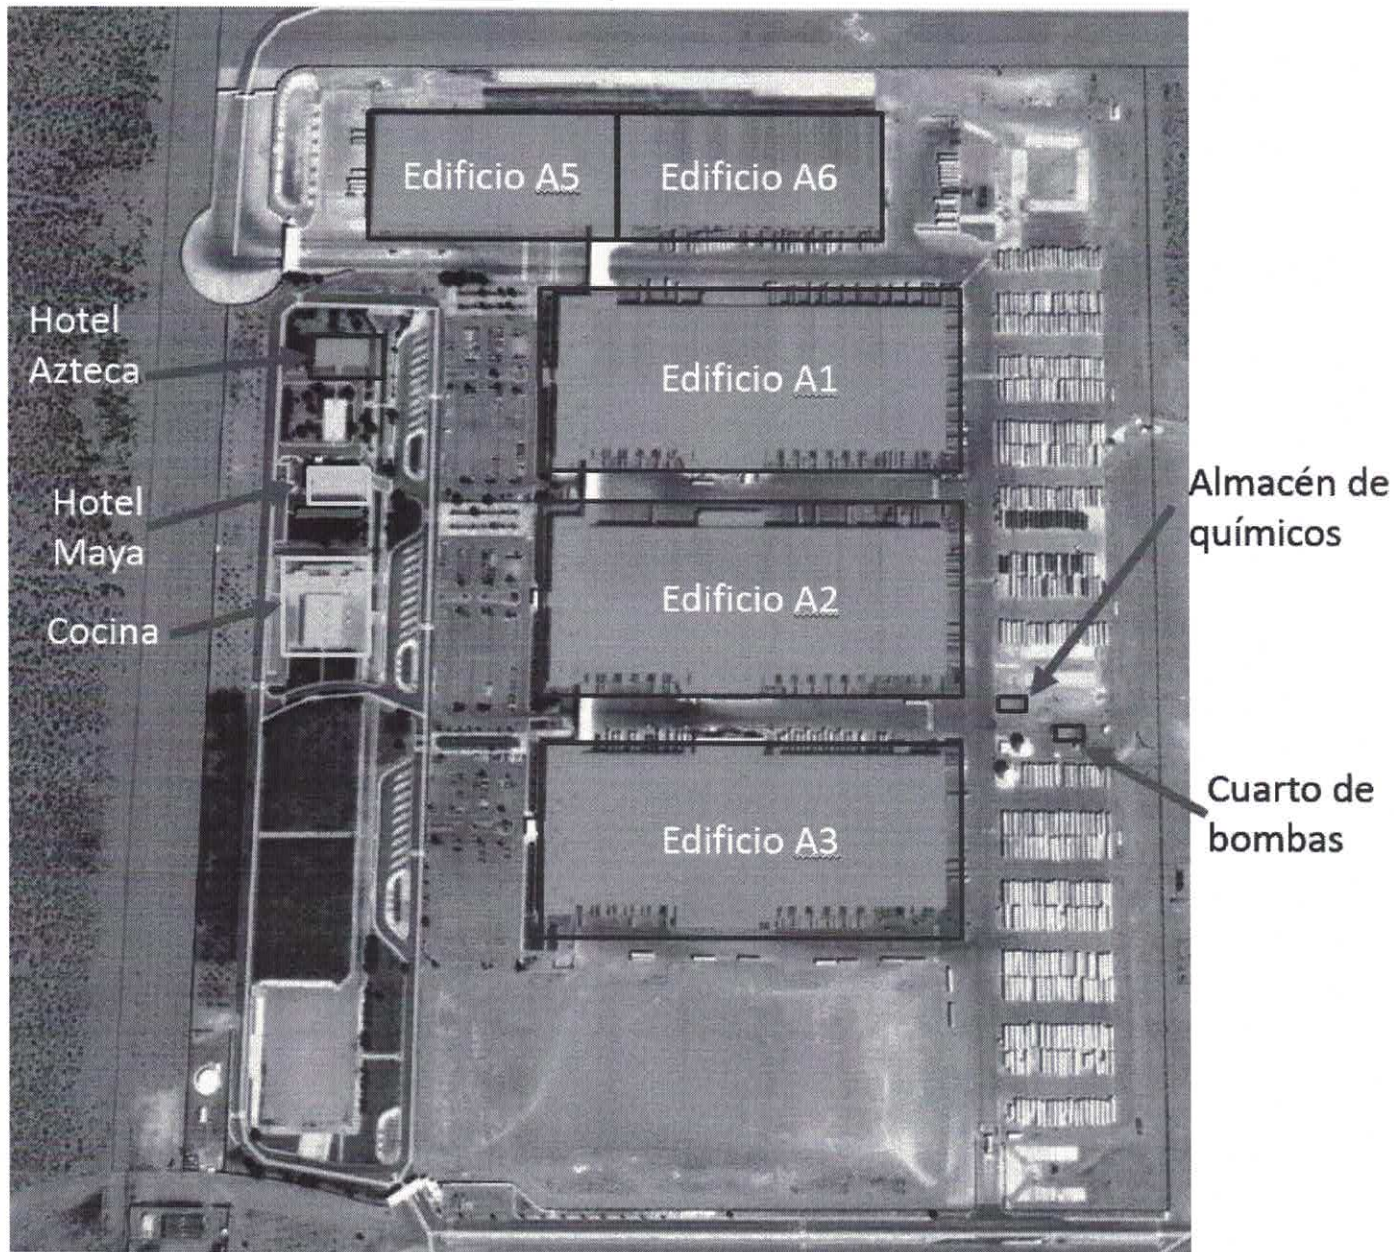 Edificio A5
Edificio A6
Hotel
Azteca
Edificio A1
Hotel
Maya
Almacén de
químicos
Edificio A2
Cocina
Cuarto de
bombas
Edificio A3